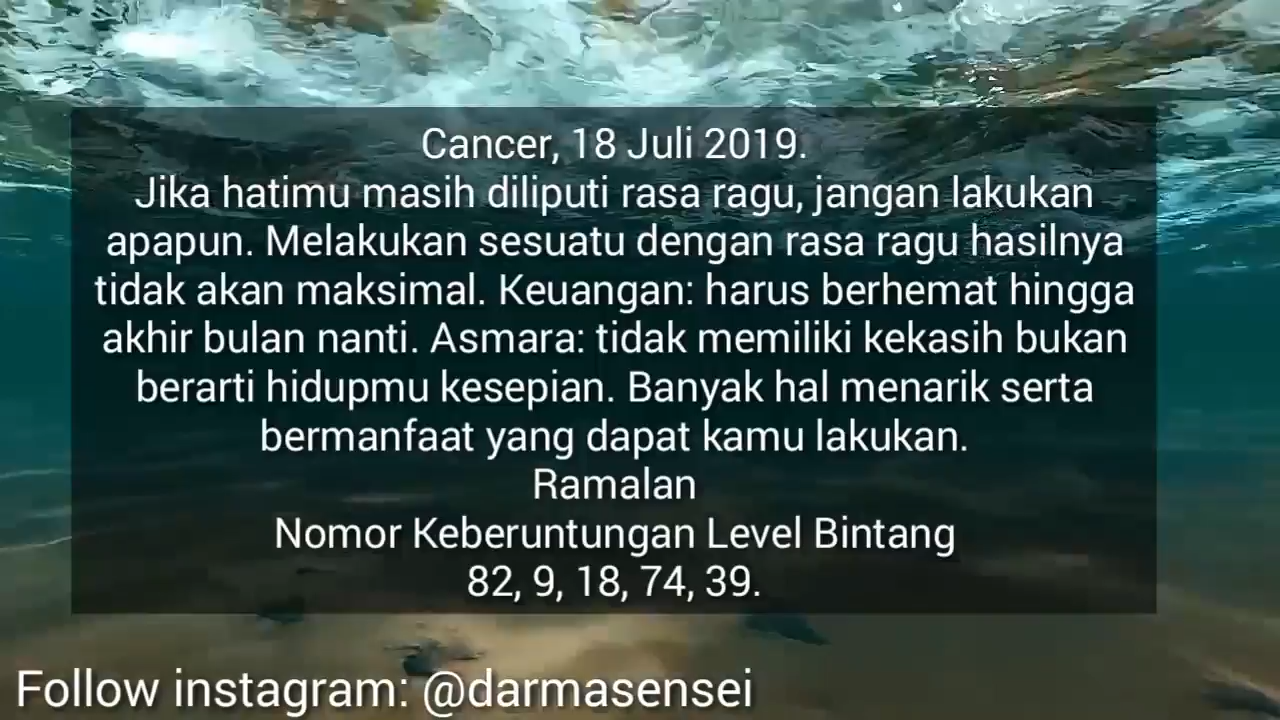 Cancer, 18 Juli 2019.
Jika hatimu masih diliputi rasa ragu, jangan lakukan
apapun. Melakukan sesuatu dengan rasa ragu hasilnya
tidak akan maksimal. Keuangan: harus berhemat hingga
akhir bulan nanti. Asmara: tidak memiliki kekasih bukan
berarti hidupmu kesepian. Banyak hal menarik serta
bermanfaat yang dapat kamu lakukan.
Ramalan
Nomor Keberuntungan Level Bintang
82, 9, 18, 74, 39.
Follow instagram: @darmasensei